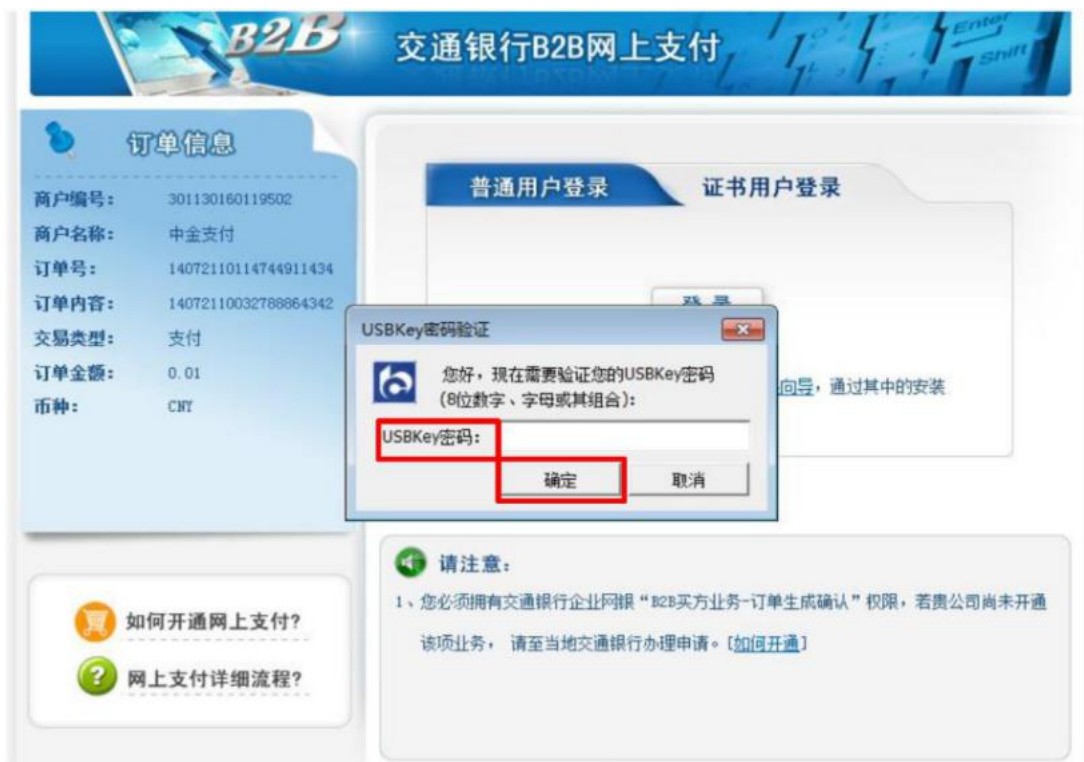 B2B
交通银行B2B网上支付
Enter
Shift
订单信息
商户编号： 301130160119502
商户名称： 中金支付
订单号： 14072110114744911434
订单内容： 14072110032788864342
交易类型： 支付
订单金额： 0.01
币种： CNY
普通用户登录 证书用户登录
登 录
向导，通过其中的安装
USBKey密码验证
您好，现在需要验证您的USBKey密码
(8位数字、字母或其组合)：
USBKey密码：
确定 取消
如何开通网上支付?
网上支付详细流程?
请注意：
1、您必须拥有交通银行企业网银“B2B买方业务-订单生成确认”权限，若贵公司尚未开通
该项业务， 请至当地交通银行办理申请。[如何开通]